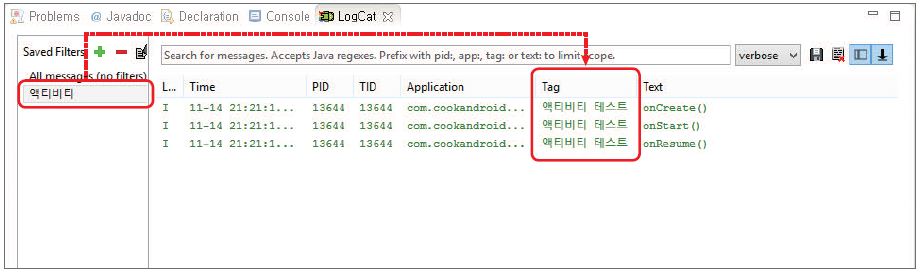 Problems @ Javadoc Declaration Console LogCat
Saved Filters
Search for messages. Accepts Java regexes. Prefix with pid:, app:, tag: or text: to limit scope.
verbose
All messages (no filters)
액티비티
L... Time PID TID Application Tag Text
I 11-14 21:21:1... 13644 13644 com.cookandroid... 액티비티 테스트 onCreate()
I 11-14 21:21:1... 13644 13644 com.cookandroid... 액티비티 테스트 onStart()
I 11-14 21:21:1... 13644 13644 com.cookandroid... 액티비티 테스트 onResume()